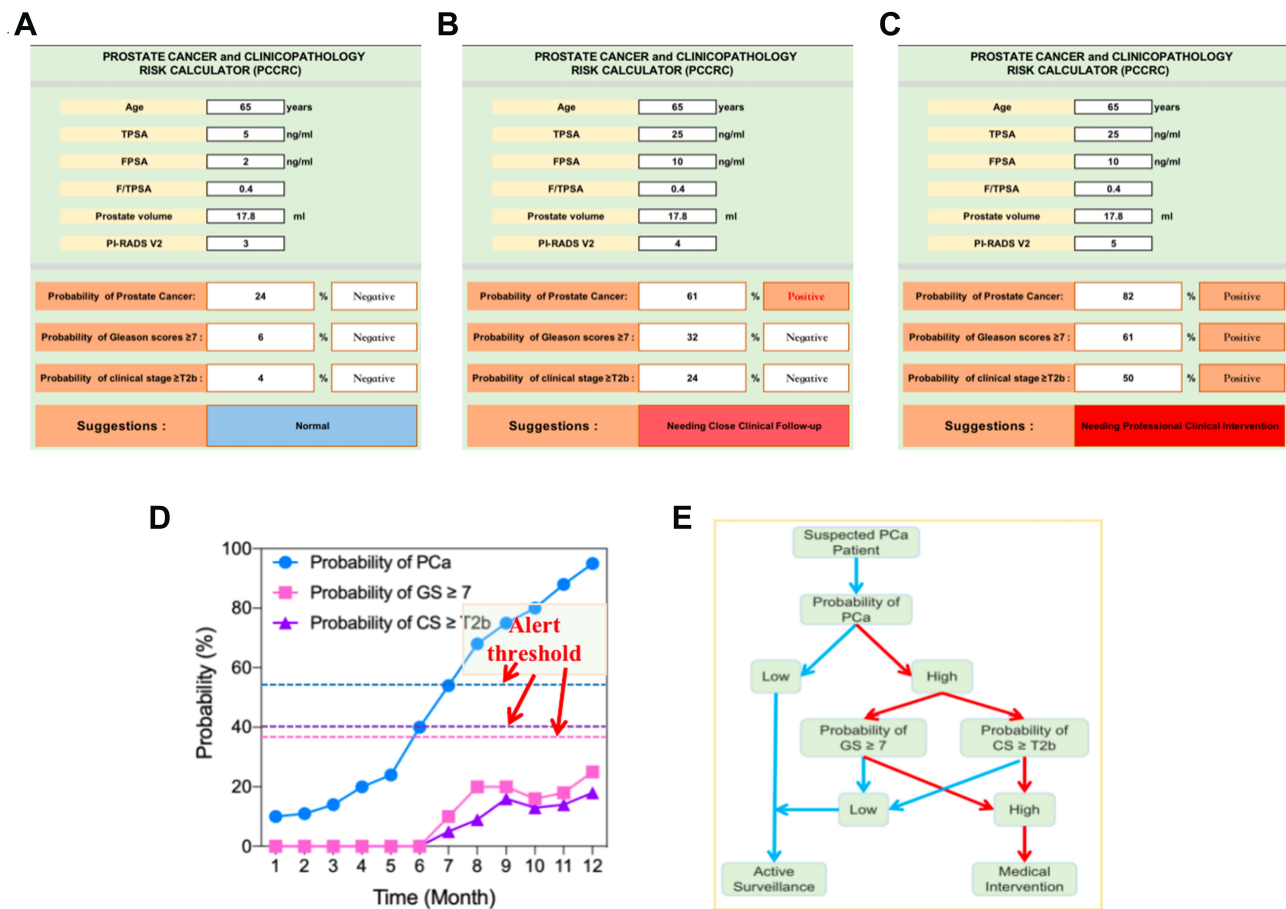 A
PROSTATE CANCER and CLINICOPATHOLOGY
RISK CALCULATOR (PCCRC)
Age 65 years
TPSA 5 ng/ml
FPSA 2 ng/ml
F/TPSA 0.4
Prostate volume 17.8 ml
PI-RADS V2 3
Probability of Prostate Cancer: 24 % Negative
Probability of Gleason scores ≥7 : 6 % Negative
Probability of clinical stage ≥T2b : 4 % Negative
Suggestions : Normal
B
PROSTATE CANCER and CLINICOPATHOLOGY
RISK CALCULATOR (PCCRC)
Age 65 years
TPSA 25 ng/ml
FPSA 10 ng/ml
F/TPSA 0.4
Prostate volume 17.8 ml
PI-RADS V2 4
Probability of Prostate Cancer: 61 % Positive
Probability of Gleason scores ≥7 : 32 % Negative
Probability of clinical stage ≥T2b : 24 % Negative
Suggestions : Needing Close Clinical Follow-up
C
PROSTATE CANCER and CLINICOPATHOLOGY
RISK CALCULATOR (PCCRC)
Age 65 years
TPSA 25 ng/ml
FPSA 10 ng/ml
F/TPSA 0.4
Prostate volume 17.8 ml
PI-RADS V2 5
Probability of Prostate Cancer: 82 % Positive
Probability of Gleason scores ≥7 : 61 % Positive
Probability of clinical stage ≥T2b : 50 % Positive
Suggestions : Needing Professional Clinical Intervention
D
Probability (%)
100
80
60
40
20
0
Probability of PCa
Probability of GS ≥ 7
Probability of CS ≥ T2b
Alert
threshold
1 2 3 4 5 6 7 8 9 10 11 12
Time (Month)
E
Suspected PCa
Patient
Probability of
PCa
Low
High
Probability of
GS ≥ 7
Probability of
CS ≥ T2b
Low
High
Active
Surveillance
Medical
Intervention